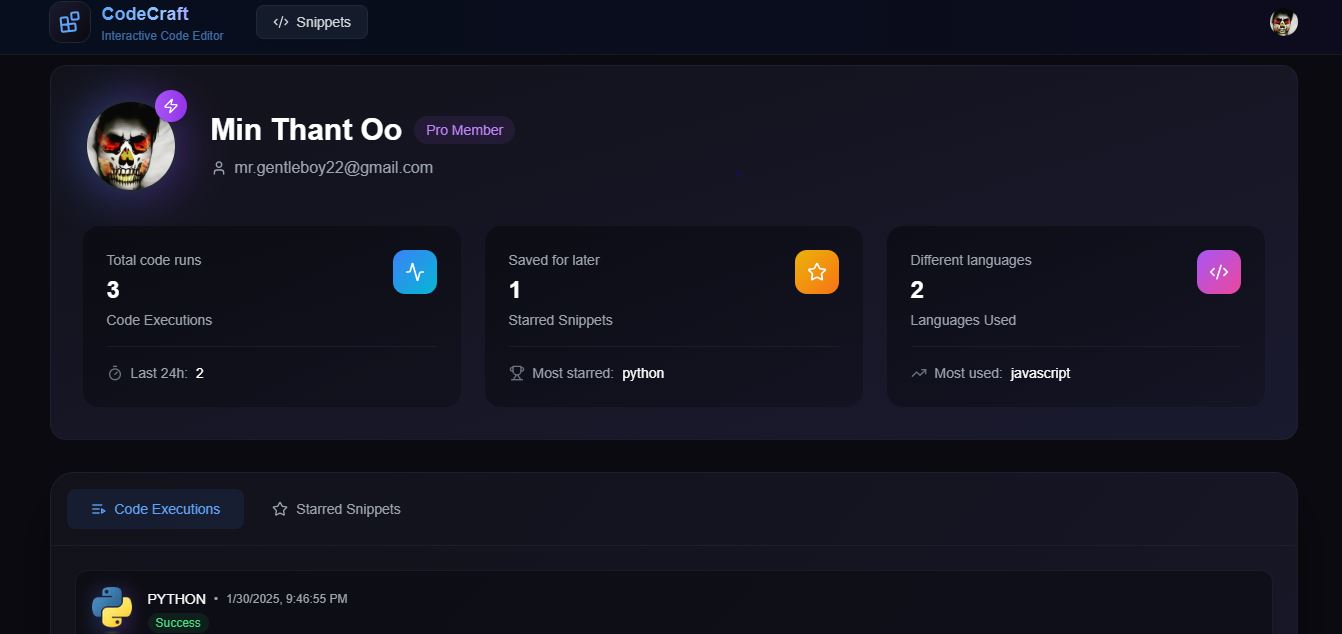 CodeCraft
Interactive Code Editor
Snippets
Min Thant Oo
Pro Member
mr.gentleboy22@gmail.com
Total code runs
3
Code Executions
Last 24h: 2
Saved for later
1
Starred Snippets
Most starred: python
Different languages
2
Languages Used
Most used: javascript
Code Executions
Starred Snippets
PYTHON • 1/30/2025, 9:46:55 PM
Success